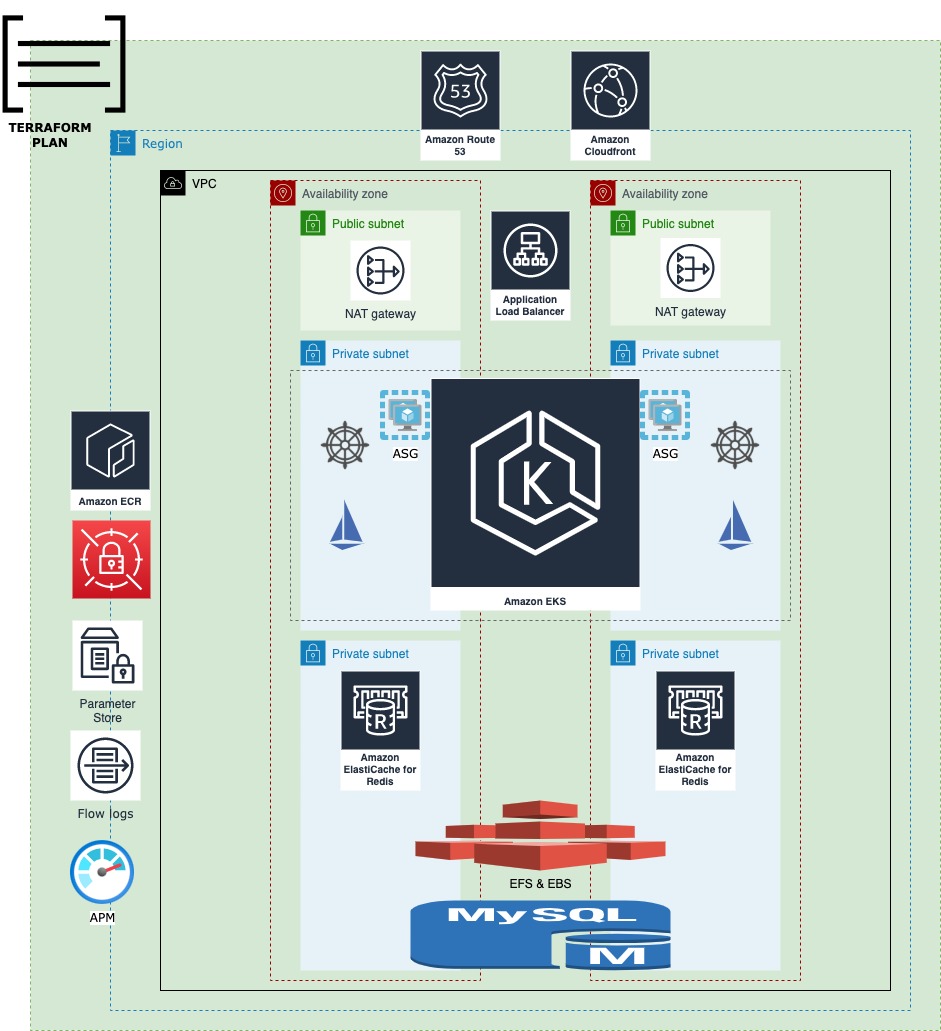 TERRAFORM
PLAN
53
Amazon Route
53
Amazon
Cloudfront
Region
VPC
Availability zone
Availability zone
Public subnet
Public subnet
NAT gateway
Application
Load Balancer
NAT gateway
Private subnet
Private subnet
ASG
ASG
K
Amazon ECR
Amazon EKS
Private subnet
Private subnet
Parameter
Store
R
R
Amazon
ElastiCache for
Redis
Amazon
ElastiCache for
Redis
Flow logs
EFS & EBS
APM
MySQL
M